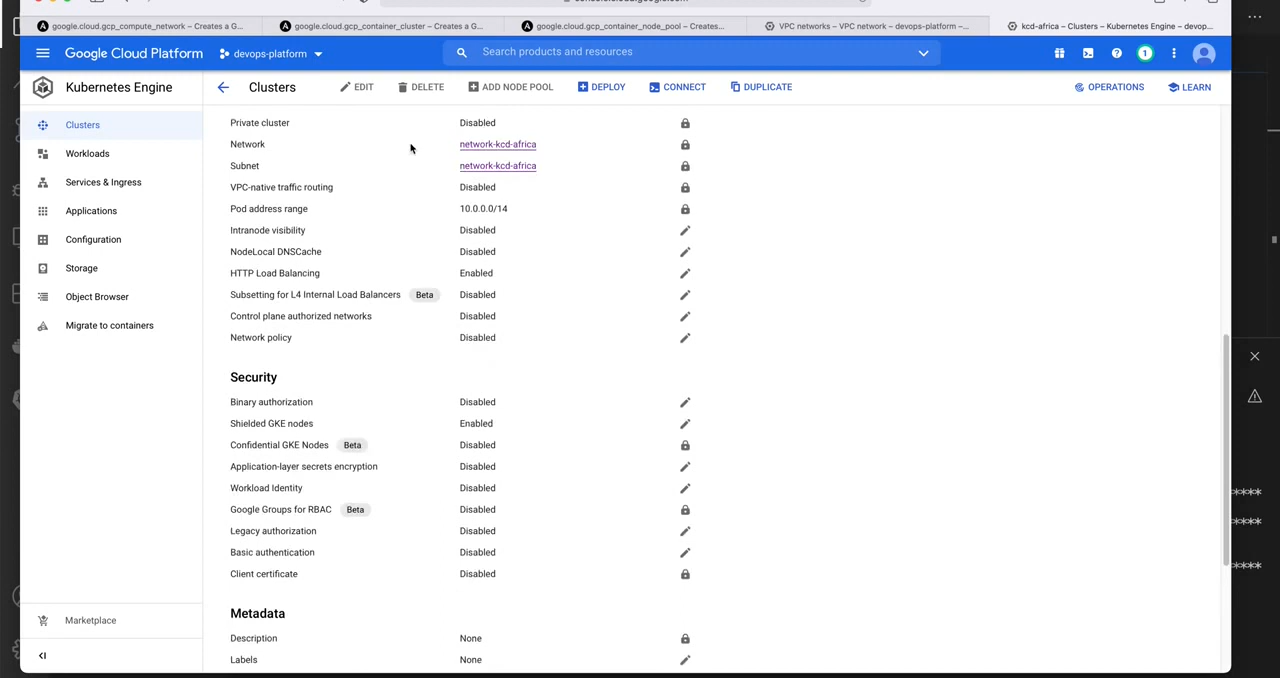 google.cloud.gcp_compute_network – Creates a G...
google.cloud.gcp_container_cluster – Creates a G...
google.cloud.gcp_container_node_pool – Creates...
VPC networks – VPC network – devops-platform –...
kcd-africa – Clusters – Kubernetes Engine – devop...
Google Cloud Platform
devops-platform
Search products and resources
1
Kubernetes Engine
Clusters
EDIT
DELETE
ADD NODE POOL
DEPLOY
CONNECT
DUPLICATE
OPERATIONS
LEARN
Clusters
Workloads
Services & Ingress
Applications
Configuration
Storage
Object Browser
Migrate to containers
Marketplace
Private cluster Disabled
Network network-kcd-africa
Subnet network-kcd-africa
VPC-native traffic routing Disabled
Pod address range 10.0.0.0/14
Intranode visibility Disabled
NodeLocal DNSCache Disabled
HTTP Load Balancing Enabled
Subsetting for L4 Internal Load Balancers Beta Disabled
Control plane authorized networks Disabled
Network policy Disabled
Security
Binary authorization Disabled
Shielded GKE nodes Enabled
Confidential GKE Nodes Beta Disabled
Application-layer secrets encryption Disabled
Workload Identity Disabled
Google Groups for RBAC Beta Disabled
Legacy authorization Disabled
Basic authentication Disabled
Client certificate Disabled
Metadata
Description None
Labels None
****
****
****